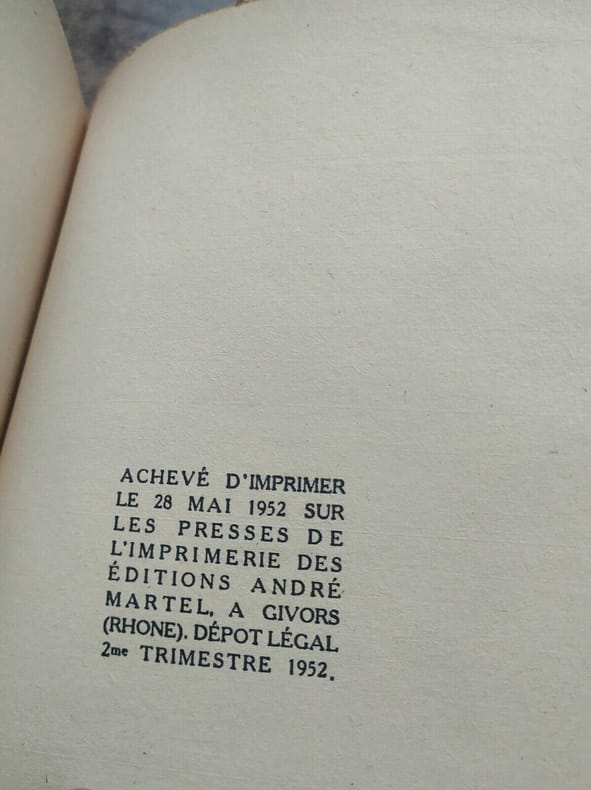 ACHEVÉ D'IMPRIMER
LE 28 MAI 1952 SUR
LES PRESSES DE
L'IMPRIMERIE DES
ÉDITIONS ANDRÉ
MARTEL, A GIVORS
(RHONE). DÉPOT LÉGAL
2me TRIMESTRE 1952.